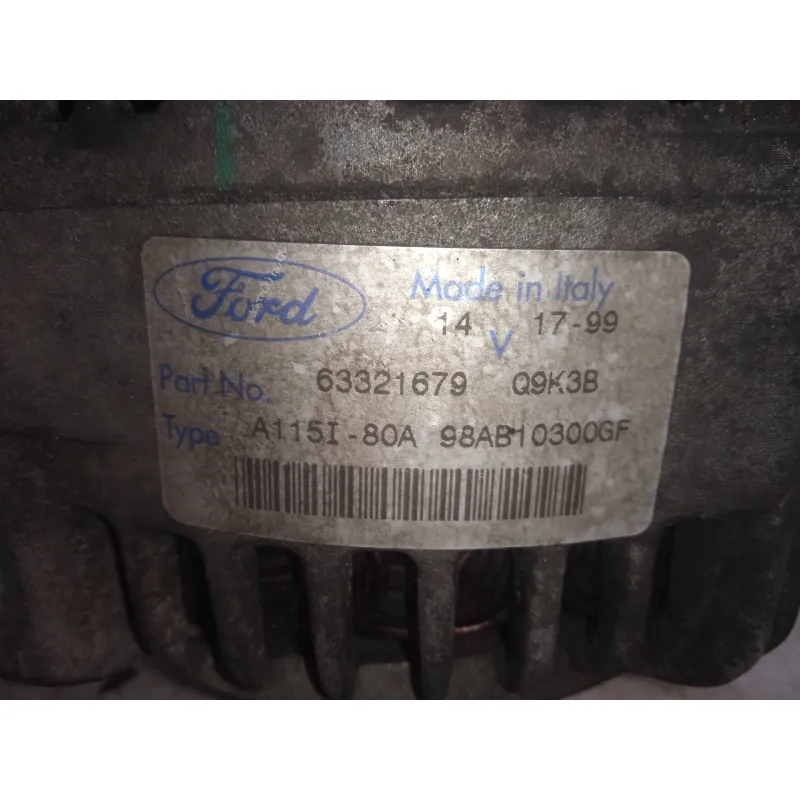 Ford Made in Italy
14 V 17-99
Part No. 63321679 Q9K3B
Type A115I-80A 98AB10300GF